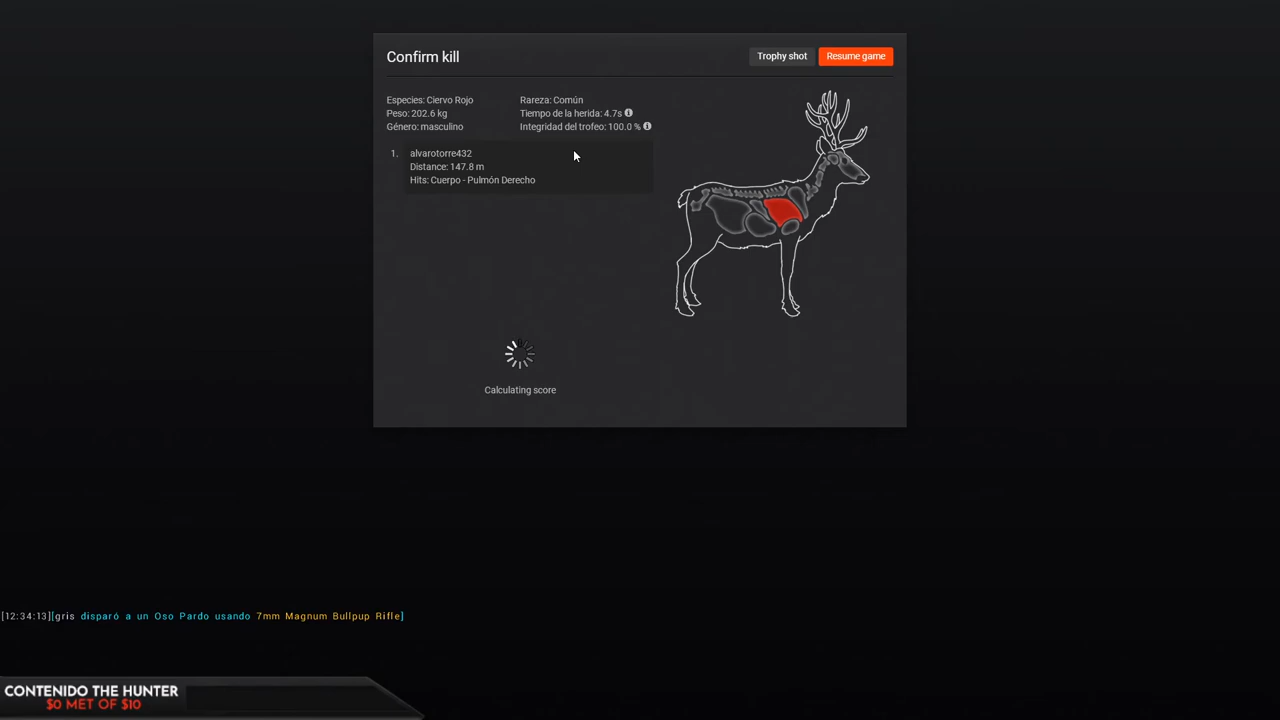 Confirm kill
Trophy shot
Resume game
Especies: Ciervo Rojo
Peso: 202.6 kg
Género: masculino
Rareza: Común
Tiempo de la herida: 4.7s
Integridad del trofeo: 100.0 %
1.
alvarotorre432
Distance: 147.8 m
Hits: Cuerpo - Pulmón Derecho
Calculating score
[12:34:13][gris disparó a un Oso Pardo usando 7mm Magnum Bullpup Rifle]
CONTENIDO THE HUNTER
$0 MET OF $10